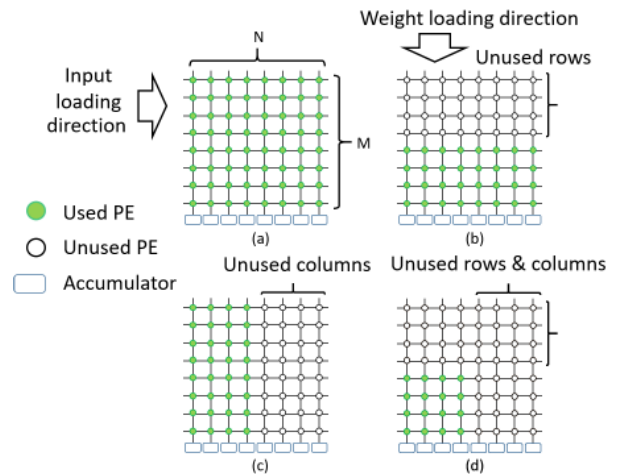 Weight loading direction
N
Unused rows
Input
loading
direction
M
Used PE
Unused PE
Accumulator
(a)
(b)
Unused columns
Unused rows & columns
(c)
(d)